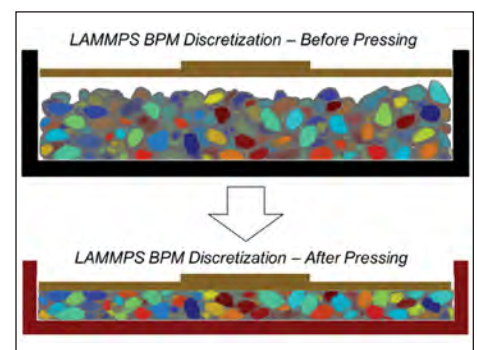 LAMMPS BPM Discretization – Before Pressing
LAMMPS BPM Discretization – After Pressing